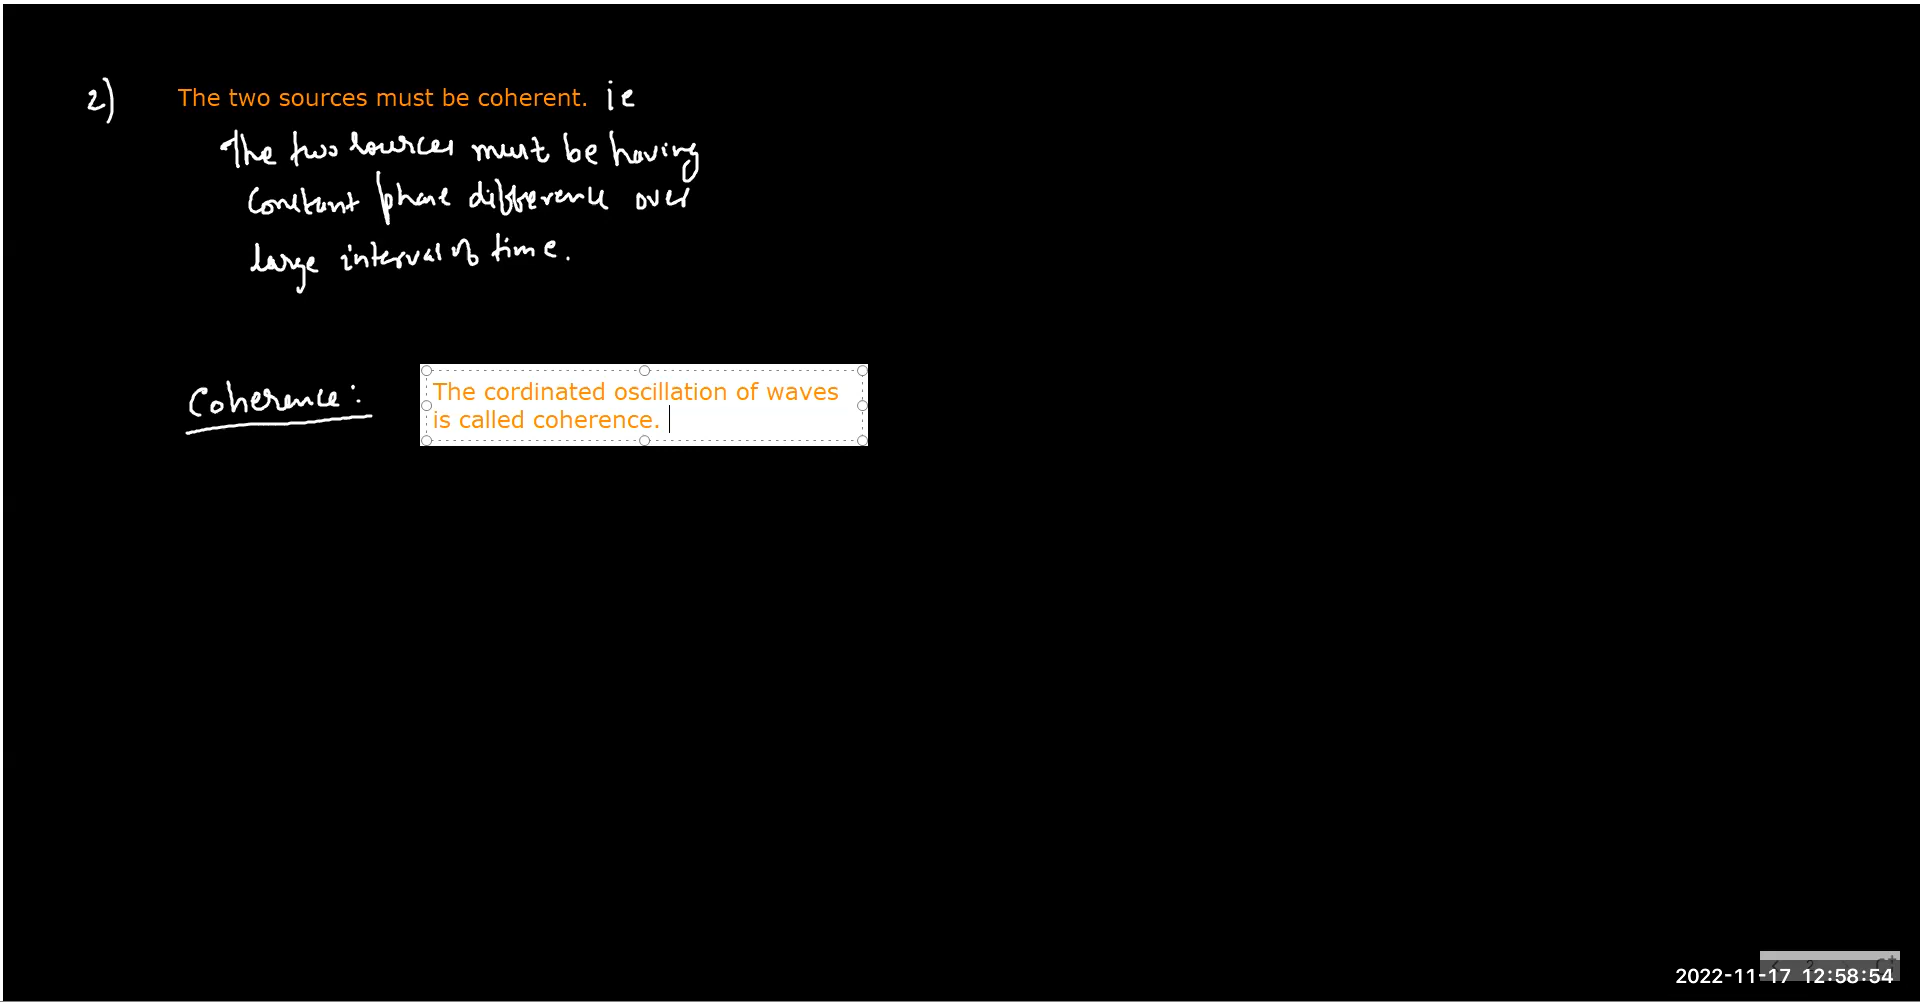 2) The two sources must be coherent. ie
The two sources must be having
Constant phase difference over
large interval of time.
Coherence:
The cordinated oscillation of waves
is called coherence.
2
2022-11-17 12:58:54